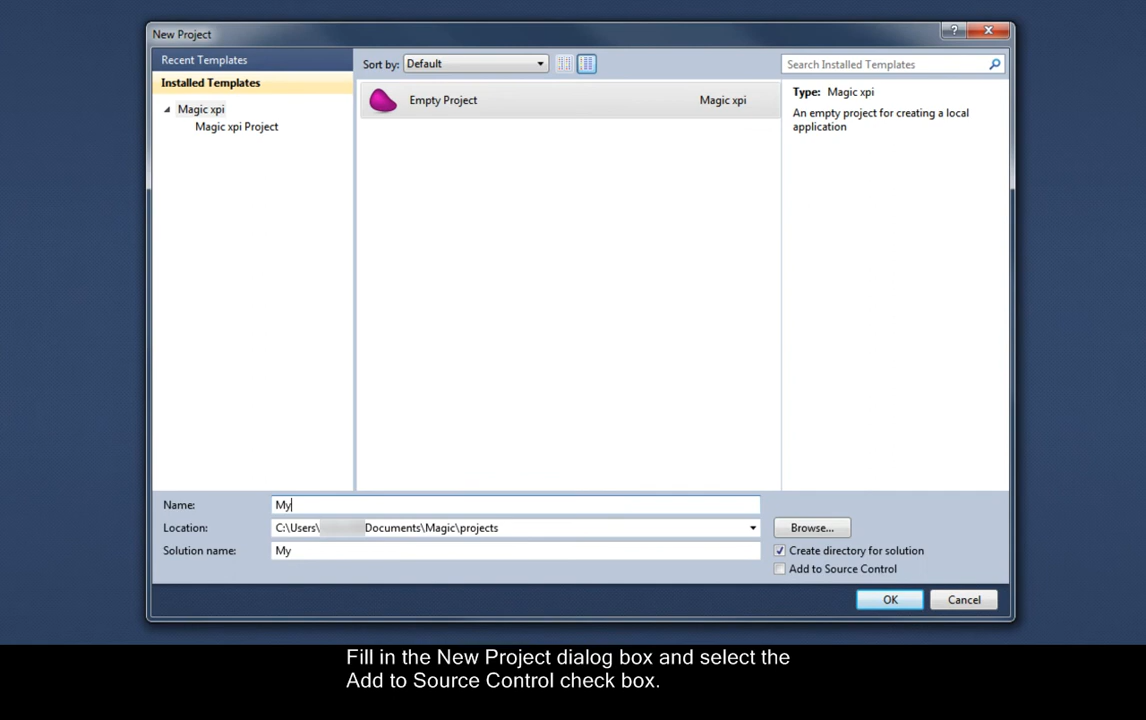 New Project
?
Recent Templates
Installed Templates
Magic xpi
Magic xpi Project
Sort by: Default
Search Installed Templates
Empty Project Magic xpi
Type: Magic xpi
An empty project for creating a local
application
Name: My
Location: C:\Users\ Documents\Magic\projects Browse...
Solution name: My
Create directory for solution
Add to Source Control
OK Cancel
Fill in the New Project dialog box and select the
Add to Source Control check box.